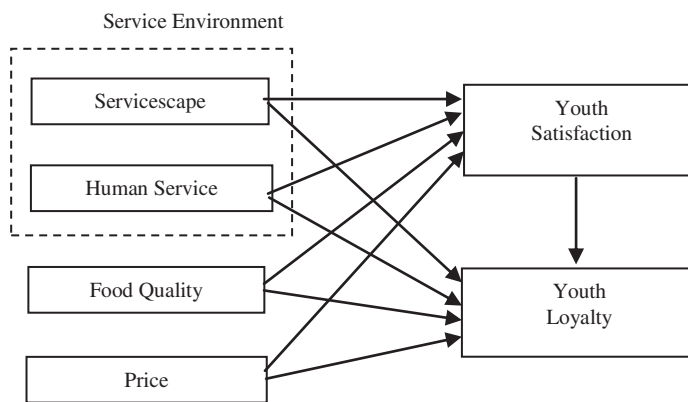 Service Environment
Servicescape
Human Service
Food Quality
Price
Youth
Satisfaction
Youth
Loyalty